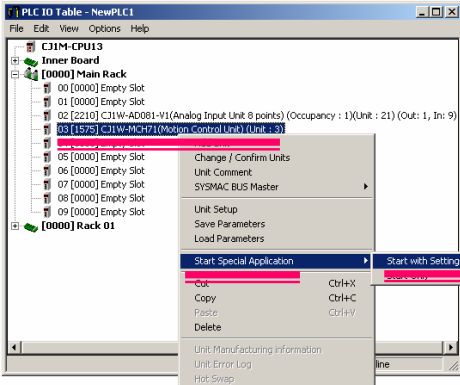 PLC IO Table - NewPLC1
File Edit View Options Help
CJ1M-CPU13
Inner Board
[0000] Main Rack
00 [0000] Empty Slot
01 [0000] Empty Slot
02 [2210] CJ1W-AD081-V1(Analog Input Unit 8 points) (Occupancy : 1)(Unit : 21) (Out: 1, In: 9)
03 [1575] CJ1W-MCH71(Motion Control Unit) (Unit : 3)
05 [0000] Empty Slot
06 [0000] Empty Slot
07 [0000] Empty Slot
08 [0000] Empty Slot
09 [0000] Empty Slot
[0000] Rack 01
Change / Confirm Units
Unit Comment
SYSMAC BUS Master
Unit Setup
Save Parameters
Load Parameters
Start Special Application
Start with Setting
Start Only
Cut Ctrl+X
Copy Ctrl+C
Paste Ctrl+V
Delete
Unit Manufacturing information
Unit Error Log
Hot Swap
line